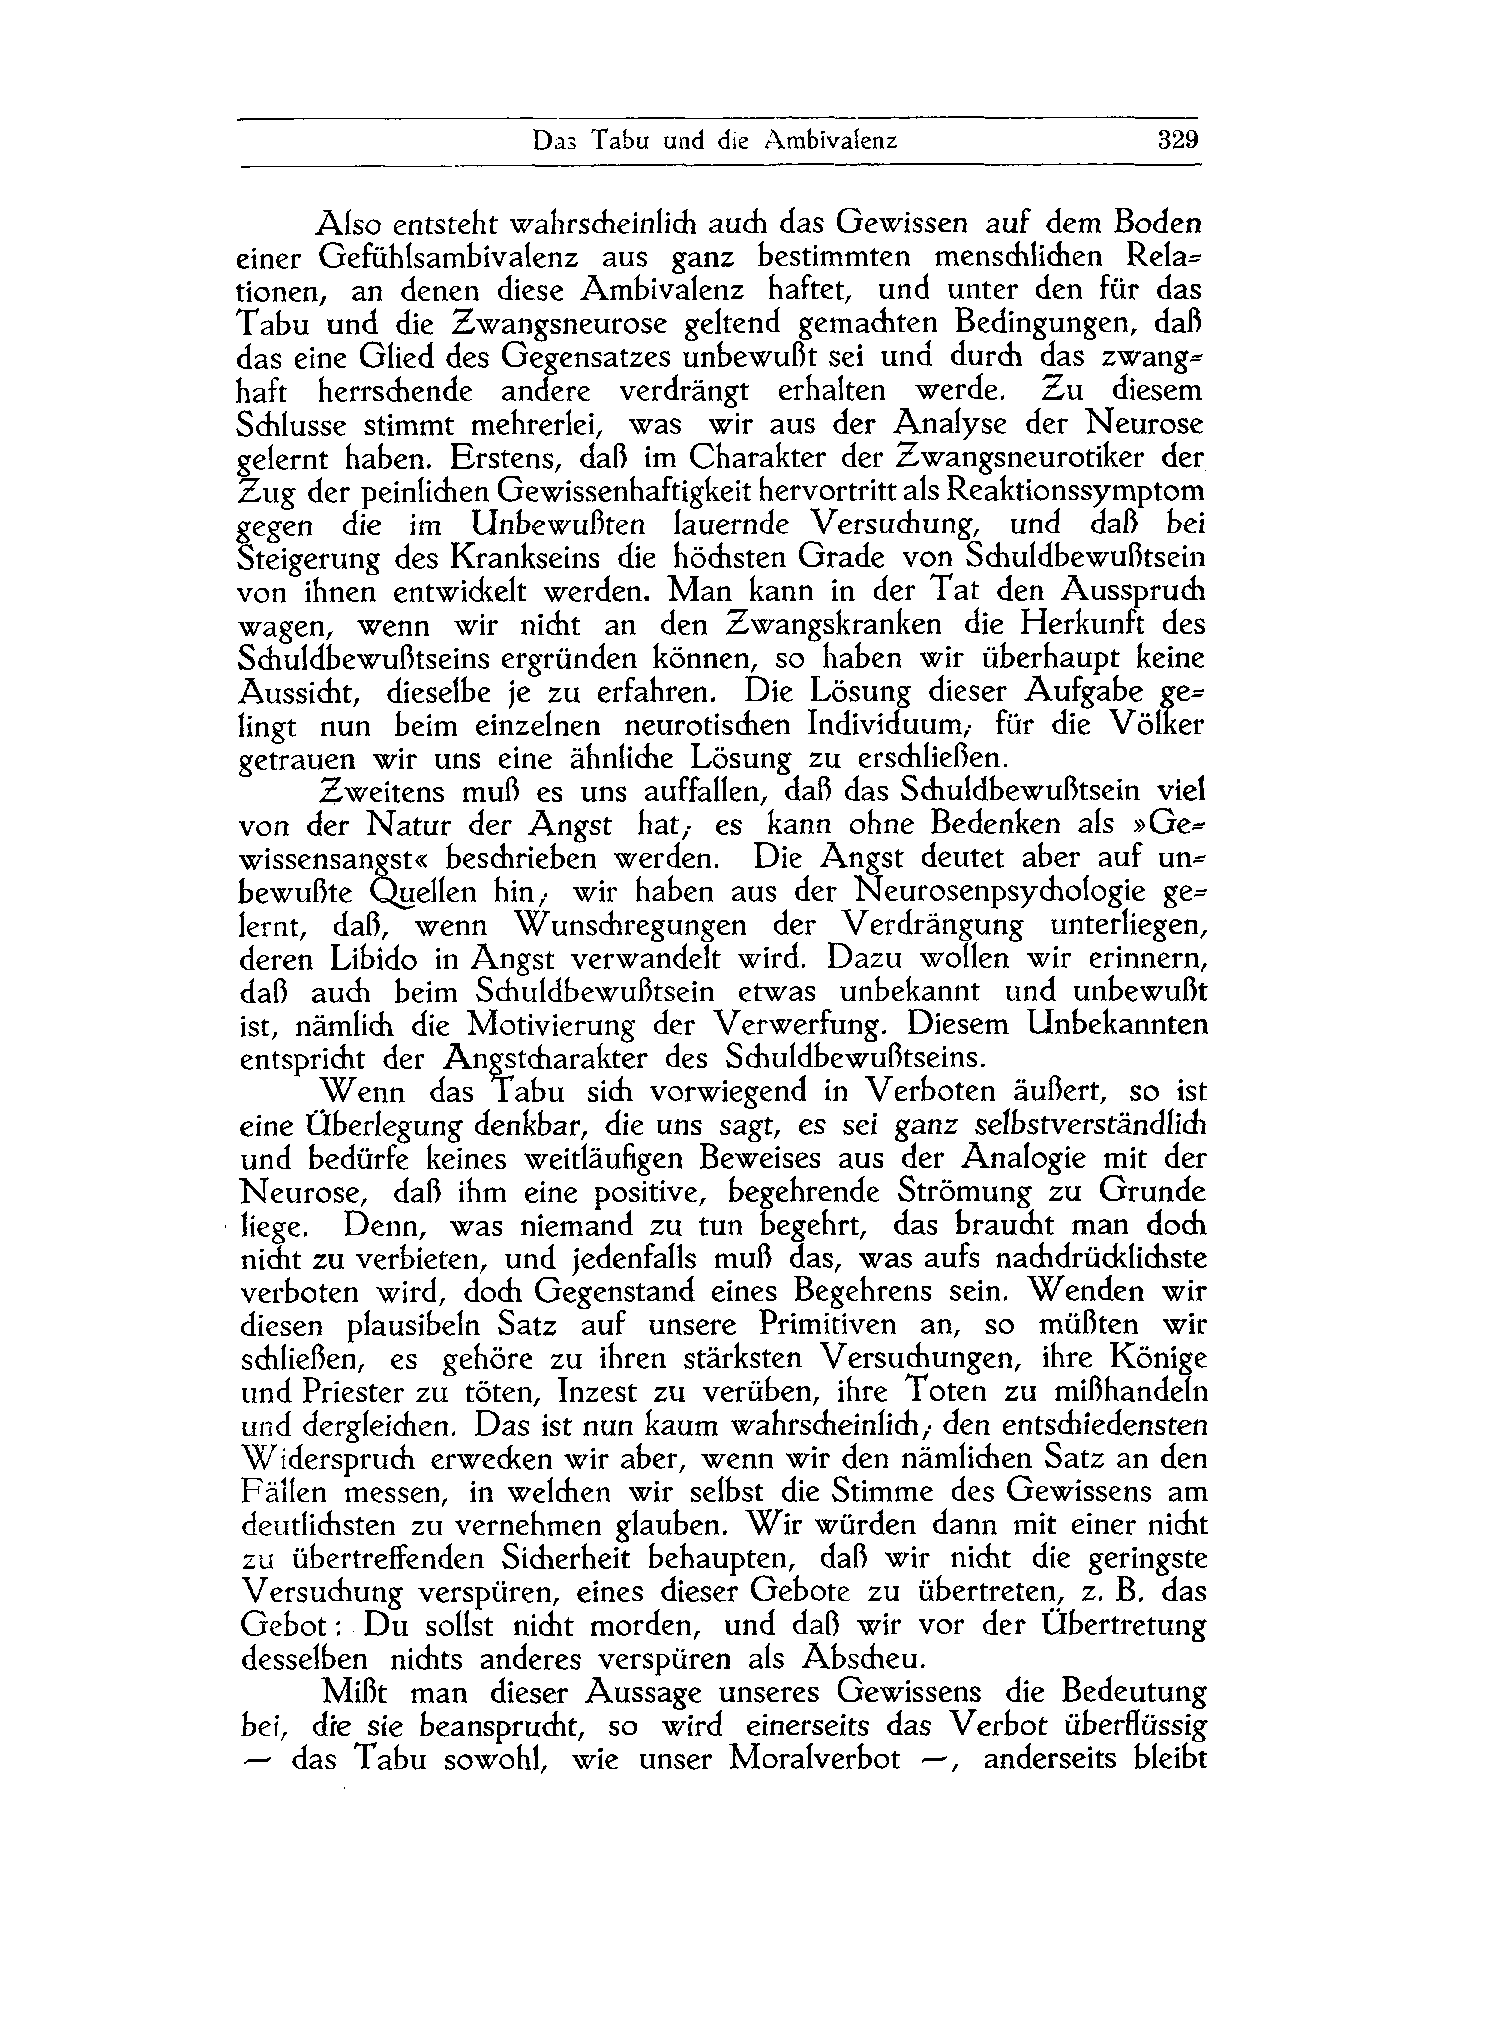 Das Tabu und die Ambivalenz 329
Also entsteht wahrscheinlich auch das Gewissen auf dem Boden
einer Gefühlsambivalenz aus ganz bestimmten menschlichen Rela-
tionen, an denen diese Ambivalenz haftet, und unter den für das
Tabu und die Zwangsneurose geltend gemachten Bedingungen, daß
das eine Glied des Gegensatzes unbewußt sei und durch das zwang-
haft herrschende andere verdrängt erhalten werde. Zu diesem
Schlusse stimmt mehrerlei, was wir aus der Analyse der Neurose
gelernt haben. Erstens, daß im Charakter der Zwangsneurotiker der
Zug der peinlichen Gewissenhaftigkeit hervortritt als Reaktionssymptom
gegen die im Unbewußten lauernde Versuchung, und daß bei
Steigerung des Krankseins die höchsten Grade von Schuldbewußtsein
von ihnen entwickelt werden. Man kann in der Tat den Ausspruch
wagen, wenn wir nicht an den Zwangskranken die Herkunft des
Schuldbewußtseins ergründen können, so haben wir überhaupt keine
Aussicht, dieselbe je zu erfahren. Die Lösung dieser Aufgabe ge-
lingt nun beim einzelnen neurotischen Individuum; für die Völker
getrauen wir uns eine ähnliche Lösung zu erschließen.
Zweitens muß es uns auffallen, daß das Schuldbewußtsein viel
von der Natur der Angst hat; es kann ohne Bedenken als »Ge-
wissensangst« beschrieben werden. Die Angst deutet aber auf un-
bewußte Quellen hin; wir haben aus der Neurosenpsychologie ge-
lernt, daß, wenn Wunschregungen der Verdrängung unterliegen,
deren Libido in Angst verwandelt wird. Dazu wollen wir erinnern,
daß auch beim Schuldbewußtsein etwas unbekannt und unbewußt
ist, nämlich die Motivierung der Verwerfung. Diesem Unbekannten
entspricht der Angstcharakter des Schuldbewußtseins.
Wenn das Tabu sich vorwiegend in Verboten äußert, so ist
eine Überlegung denkbar, die uns sagt, es sei ganz selbstverständlich
und bedürfe keines weitläufigen Beweises aus der Analogie mit der
Neurose, daß ihm eine positive, begehrende Strömung zu Grunde
liege. Denn, was niemand zu tun begehrt, das braucht man doch
nicht zu verbieten, und jedenfalls muß das, was aufs nachdrücklichste
verboten wird, doch Gegenstand eines Begehrens sein. Wenden wir
diesen plausibeln Satz auf unsere Primitiven an, so müßten wir
schließen, es gehöre zu ihren stärksten Versuchungen, ihre Könige
und Priester zu töten, Inzest zu verüben, ihre Toten zu mißhandeln
und dergleichen. Das ist nun kaum wahrscheinlich; den entschiedensten
Widerspruch erwecken wir aber, wenn wir den nämlichen Satz an den
Fällen messen, in welchen wir selbst die Stimme des Gewissens am
deutlichsten zu vernehmen glauben. Wir würden dann mit einer nicht
zu übertreffenden Sicherheit behaupten, daß wir nicht die geringste
Versuchung verspüren, eines dieser Gebote zu übertreten, z. B. das
Gebot: Du sollst nicht morden, und daß wir vor der Übertretung
desselben nichts anderes verspüren als Abscheu.
Mißt man dieser Aussage unseres Gewissens die Bedeutung
bei, die sie beansprucht, so wird einerseits das Verbot überflüssig
— das Tabu sowohl, wie unser Moralverbot —, anderseits bleibt